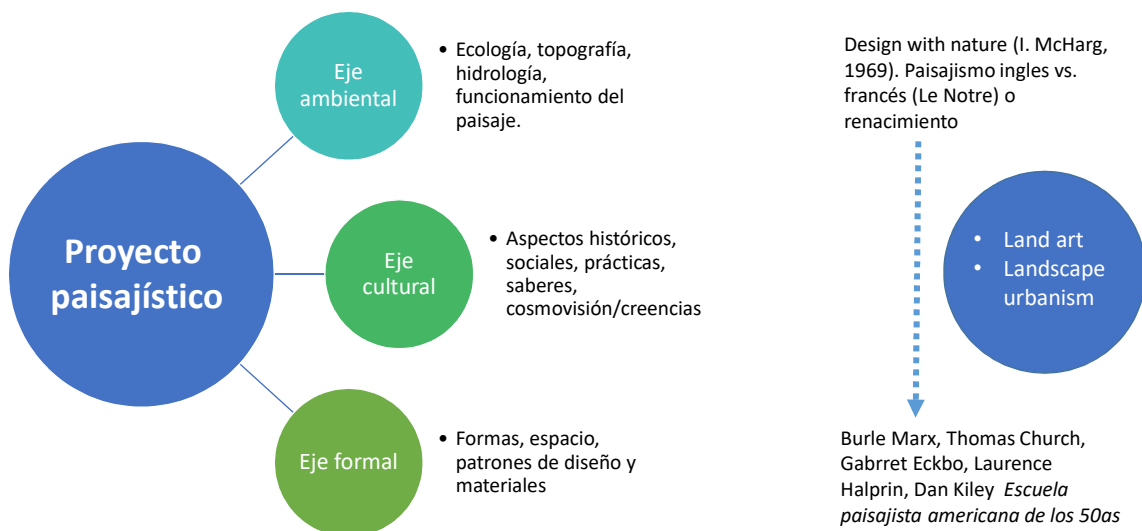 Proyecto
paisajístico
Eje
ambiental
• Ecología, topografía,
hidrología,
funcionamiento del
paisaje.
Eje
cultural
• Aspectos históricos,
sociales, prácticas,
saberes,
cosmovisión/creencias
Eje formal
• Formas, espacio,
patrones de diseño y
materiales
Design with nature (I. McHarg,
1969). Paisajismo ingles vs.
francés (Le Notre) o
renacimiento
• Land art
• Landscape
urbanism
Burle Marx, Thomas Church,
Gabrret Eckbo, Laurence
Halprin, Dan Kiley Escuela
paisajista americana de los 50as